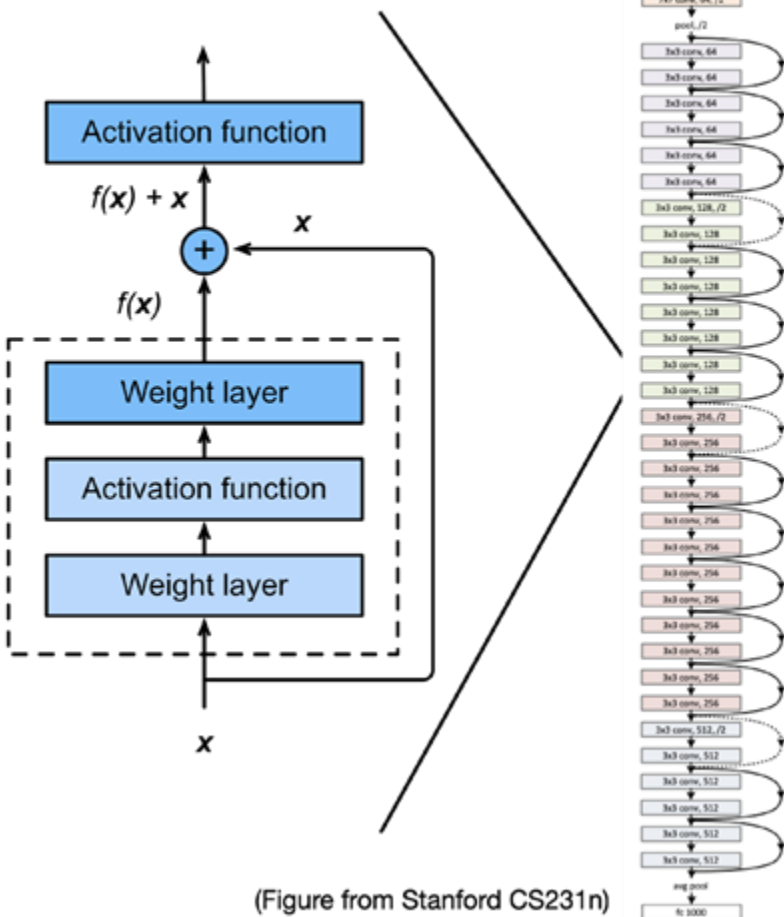 Activation function
f(x) + x
x
+
f(x)
Weight layer
Activation function
Weight layer
x
(Figure from Stanford CS231n)
7x7 conv, 64, /2
pool, /2
3x3 conv, 64
3x3 conv, 64
3x3 conv, 64
3x3 conv, 64
3x3 conv, 64
3x3 conv, 64
3x3 conv, 128, /2
3x3 conv, 128
3x3 conv, 128
3x3 conv, 128
3x3 conv, 128
3x3 conv, 128
3x3 conv, 128
3x3 conv, 128
3x3 conv, 256, /2
3x3 conv, 256
3x3 conv, 256
3x3 conv, 256
3x3 conv, 256
3x3 conv, 256
3x3 conv, 256
3x3 conv, 256
3x3 conv, 256
3x3 conv, 256
3x3 conv, 256
3x3 conv, 256
3x3 conv, 512, /2
3x3 conv, 512
3x3 conv, 512
3x3 conv, 512
3x3 conv, 512
3x3 conv, 512
avg pool
fc 1000